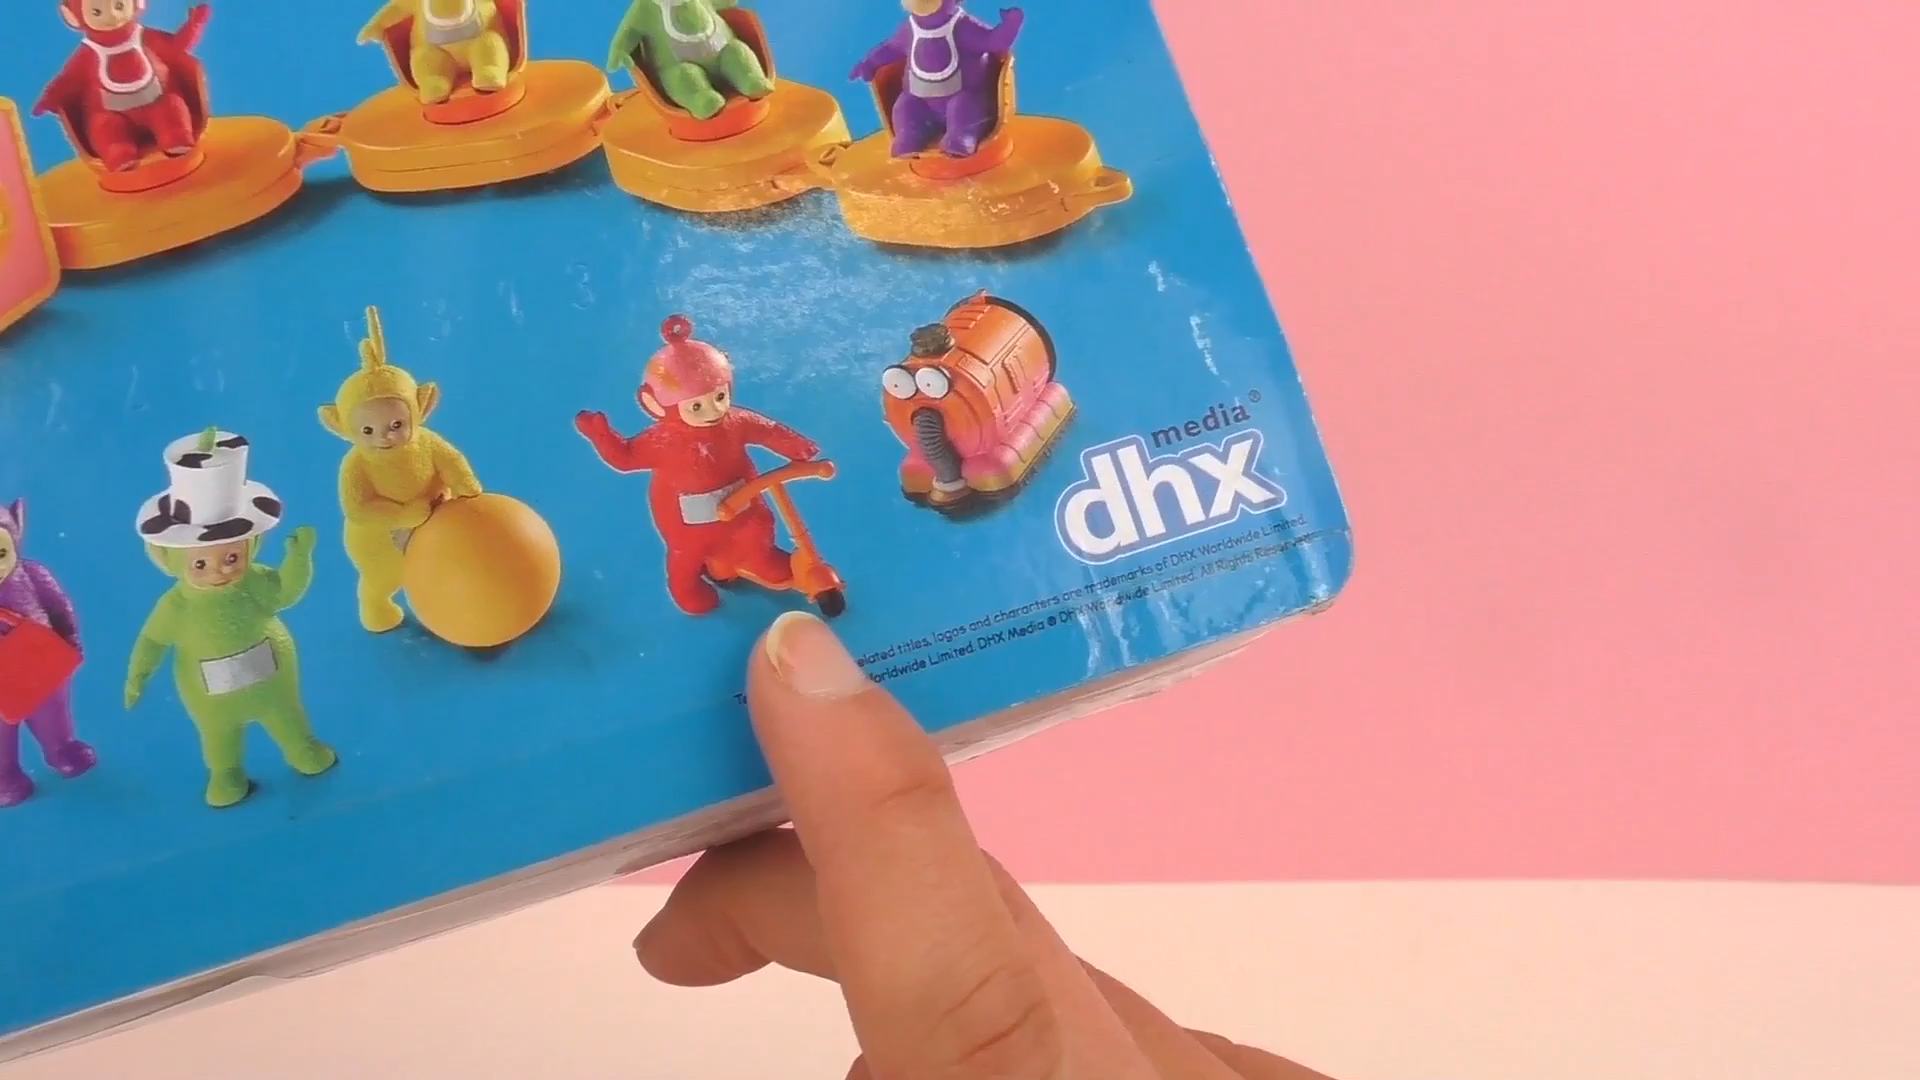 media®
dhx
related titles, logos and characters are trademarks of DHX Worldwide Limited.
Worldwide Limited. DHX Media ® DHX Worldwide Limited. All Rights Reserved.